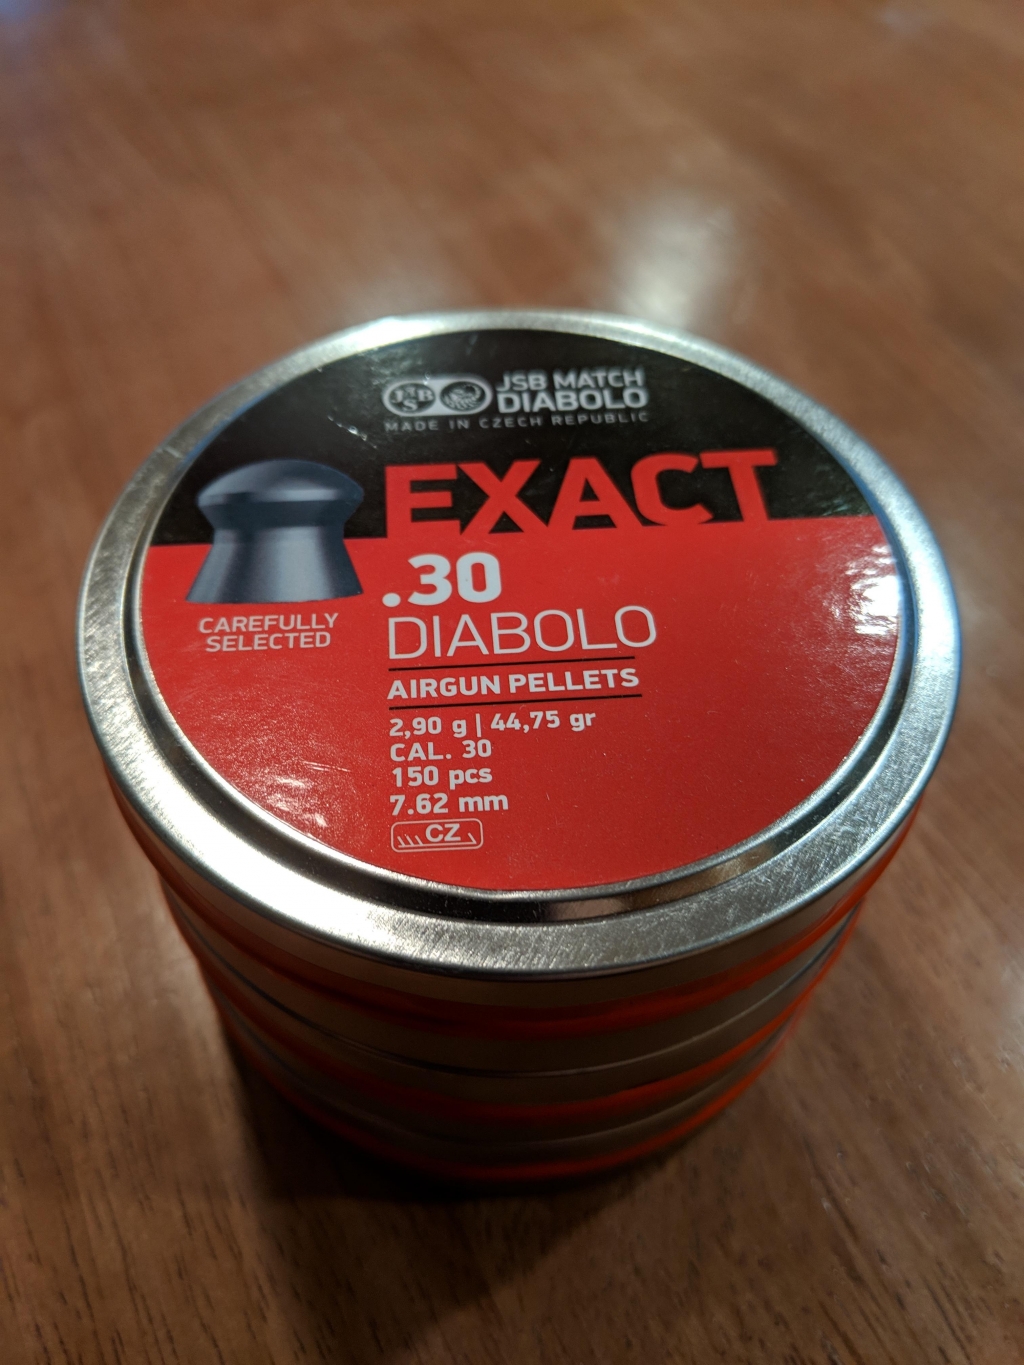 JSB
JSB MATCH
DIABOLO
MADE IN CZECH REPUBLIC
EXACT
.30
DIABOLO
CAREFULLY
SELECTED
AIRGUN PELLETS
2,90 g | 44,75 gr
CAL. 30
150 pcs
7.62 mm
CZ